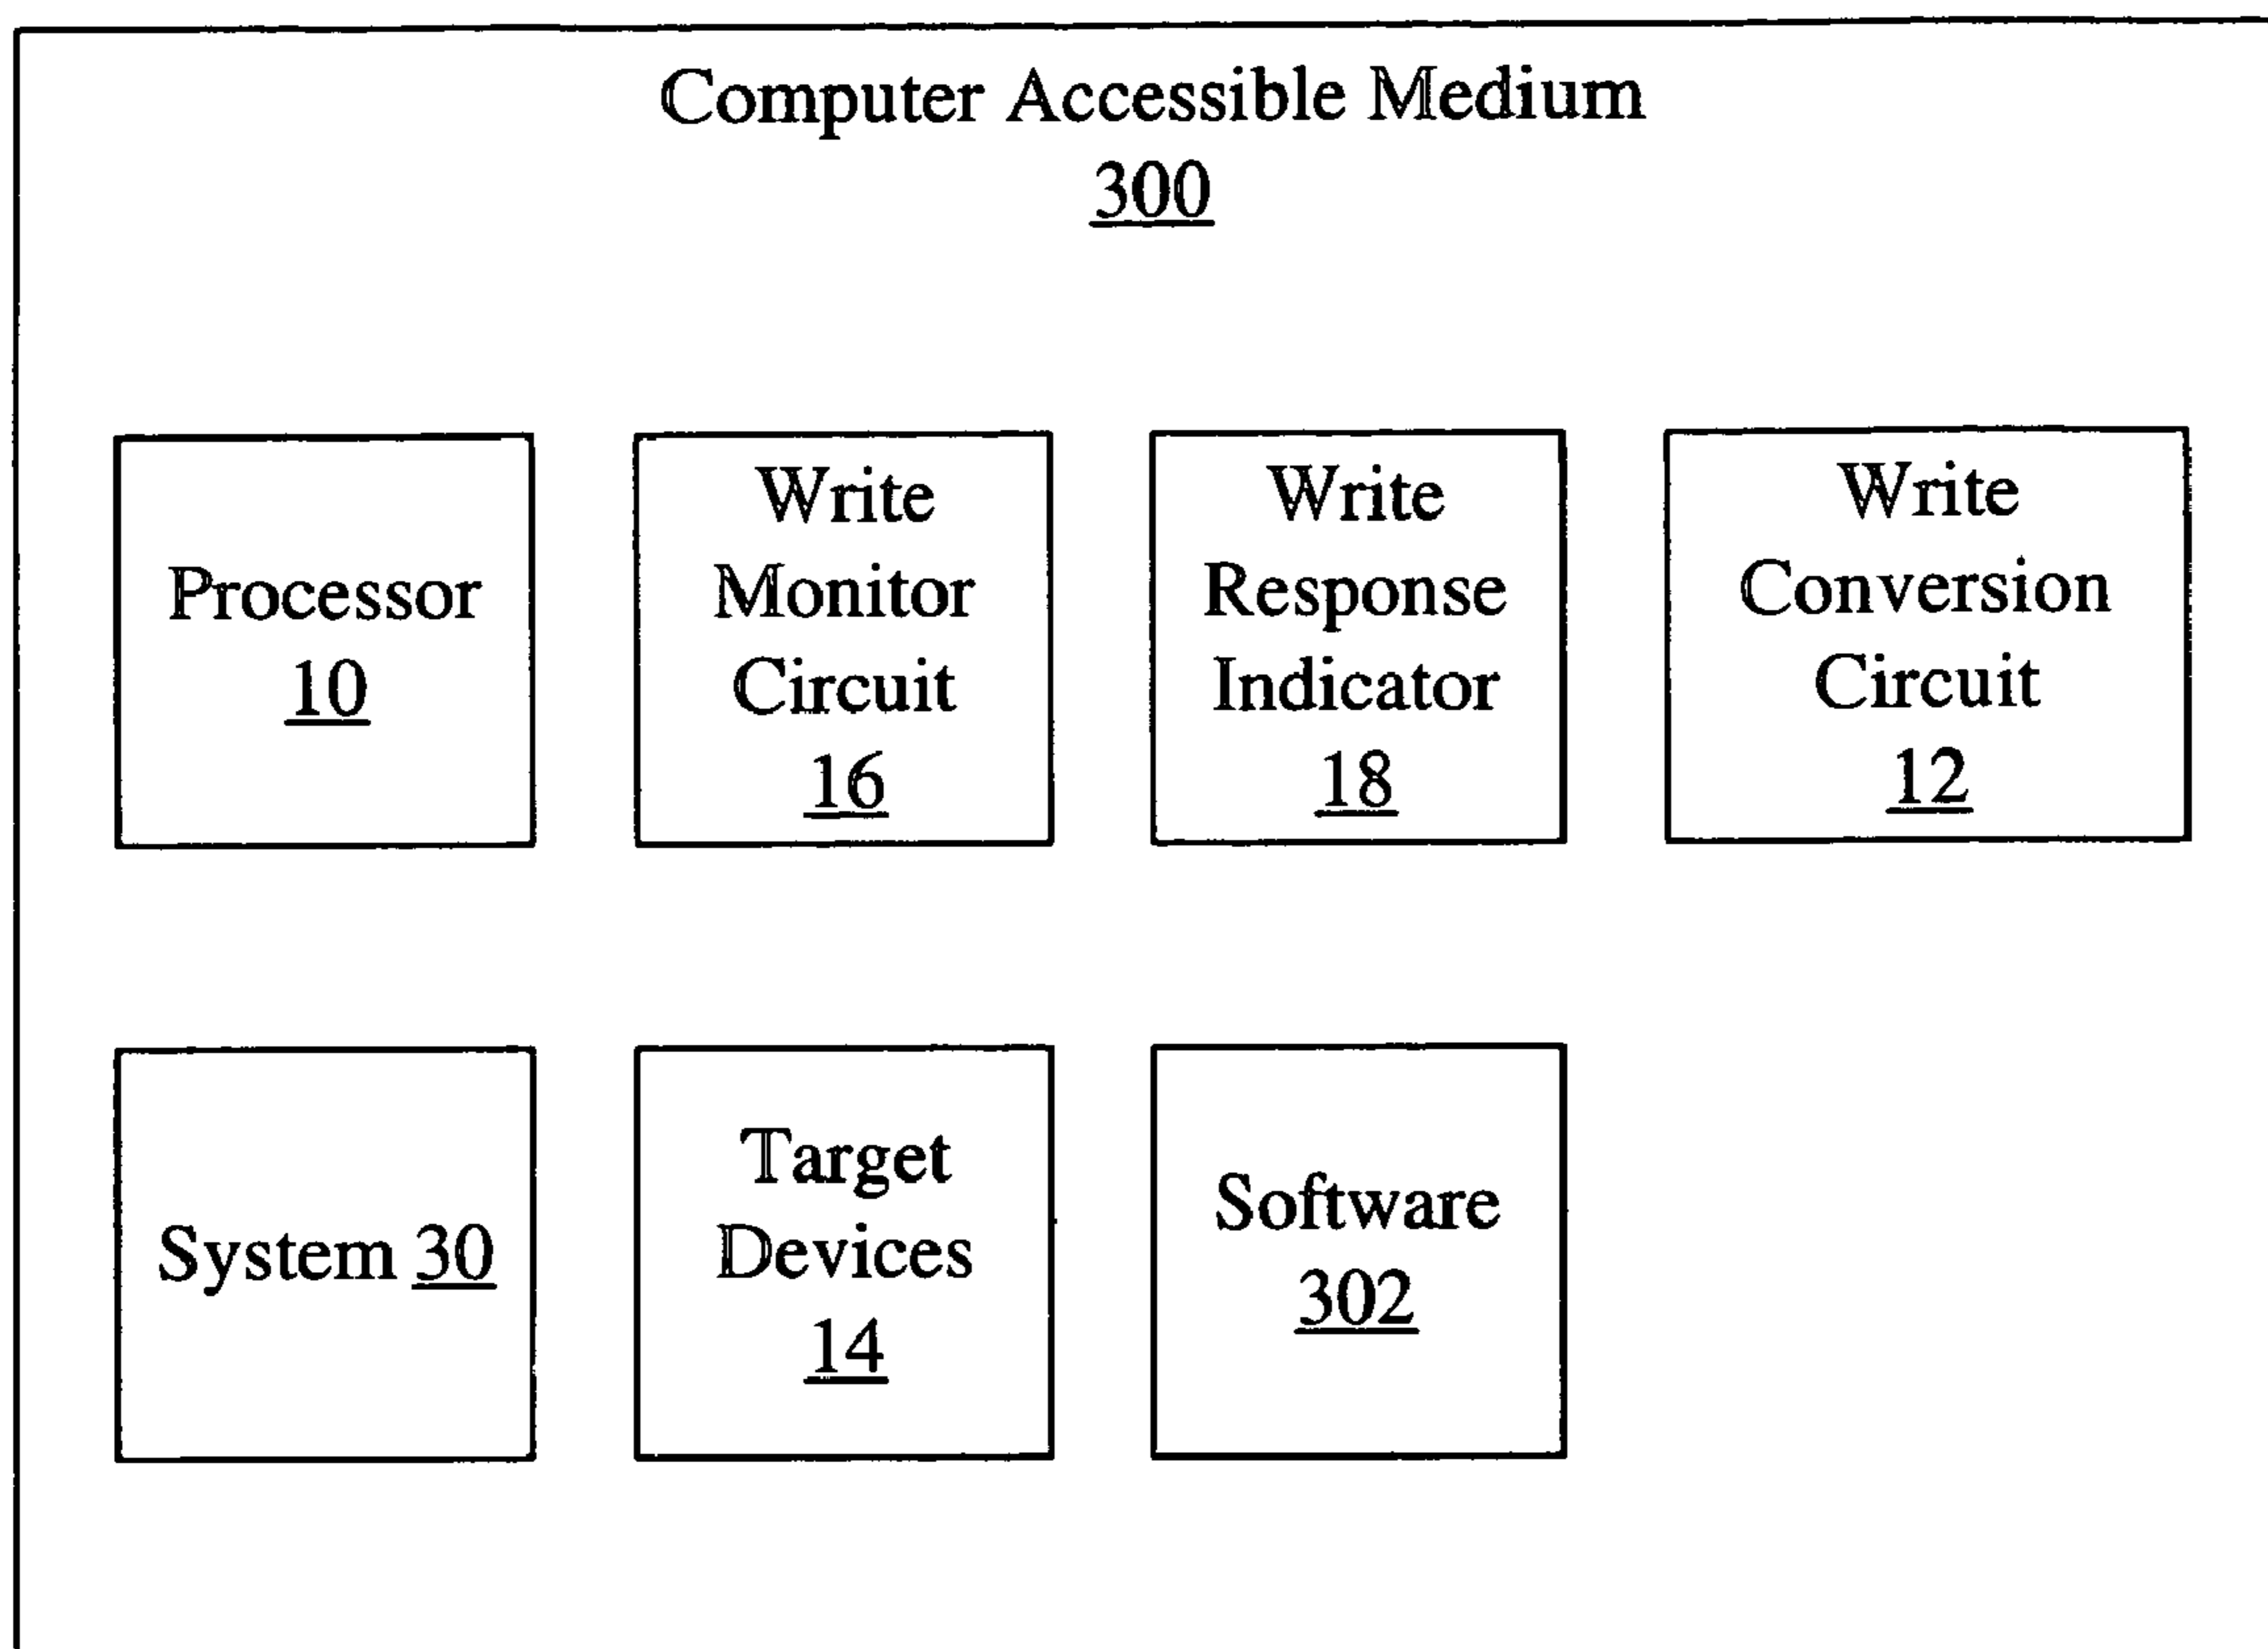 Computer Accessible Medium
300
Processor
10
Write
Monitor
Circuit
16
Write
Response
Indicator
18
Write
Conversion
Circuit
12
System 30
Target
Devices
14
Software
302